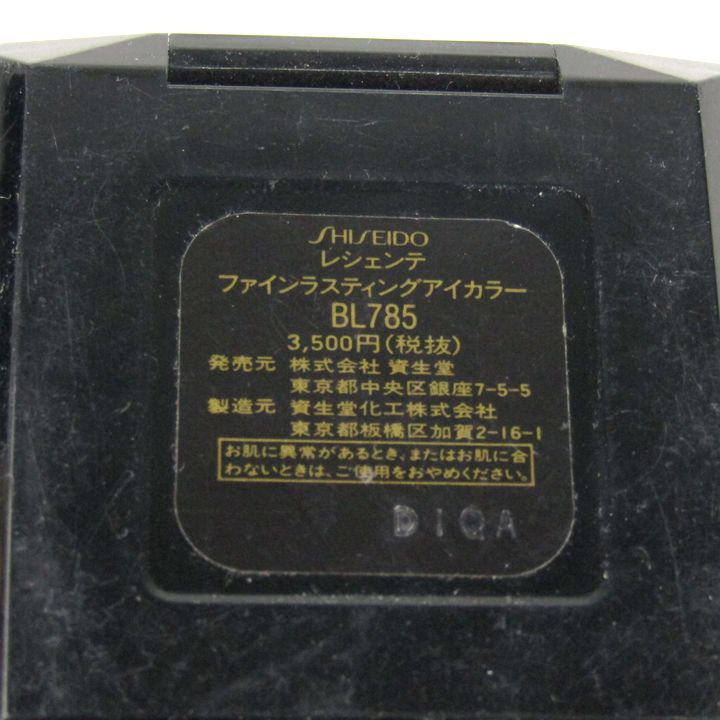 SHISEIDO
レシェンテ
ファインラスティングアイカラー
BL785
3,500円(税抜)
発売元 株式会社 資生堂
東京都中央区銀座7-5-5
製造元 資生堂化工株式会社
東京都板橋区加賀2-16-1
お肌に異常があるとき、またはお肌に合
わないときは、ご使用をおやめください。
D1QA